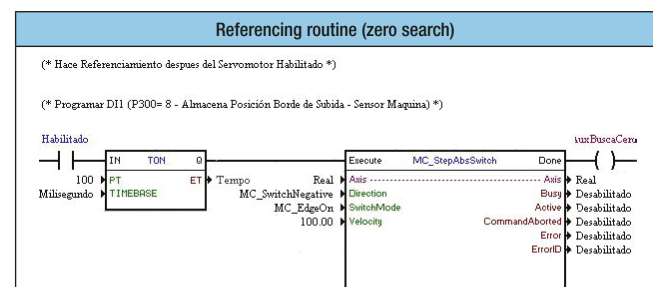 Referencing routine (zero search)
(* Hace Referenciamiento despues del Servomotor Habilitado *)
(* Programar DI1 (P300= 8 - Almacena Posición Borde de Subida - Sensor Maquina) *)
Habilitado
uxBuscaCero
IN TON Q
Execute MC_StepAbsSwitch Done
100 PT ET Tempo
Real Axis Axis Real
Milisegundo TIMEBASE
MC_SwitchNegative Direction Busy Desabilitado
MC_EdgeOn SwitchMode Active Desabilitado
100.00 Velocity CommandAborted Desabilitado
Error Desabilitado
ErrorID Desabilitado